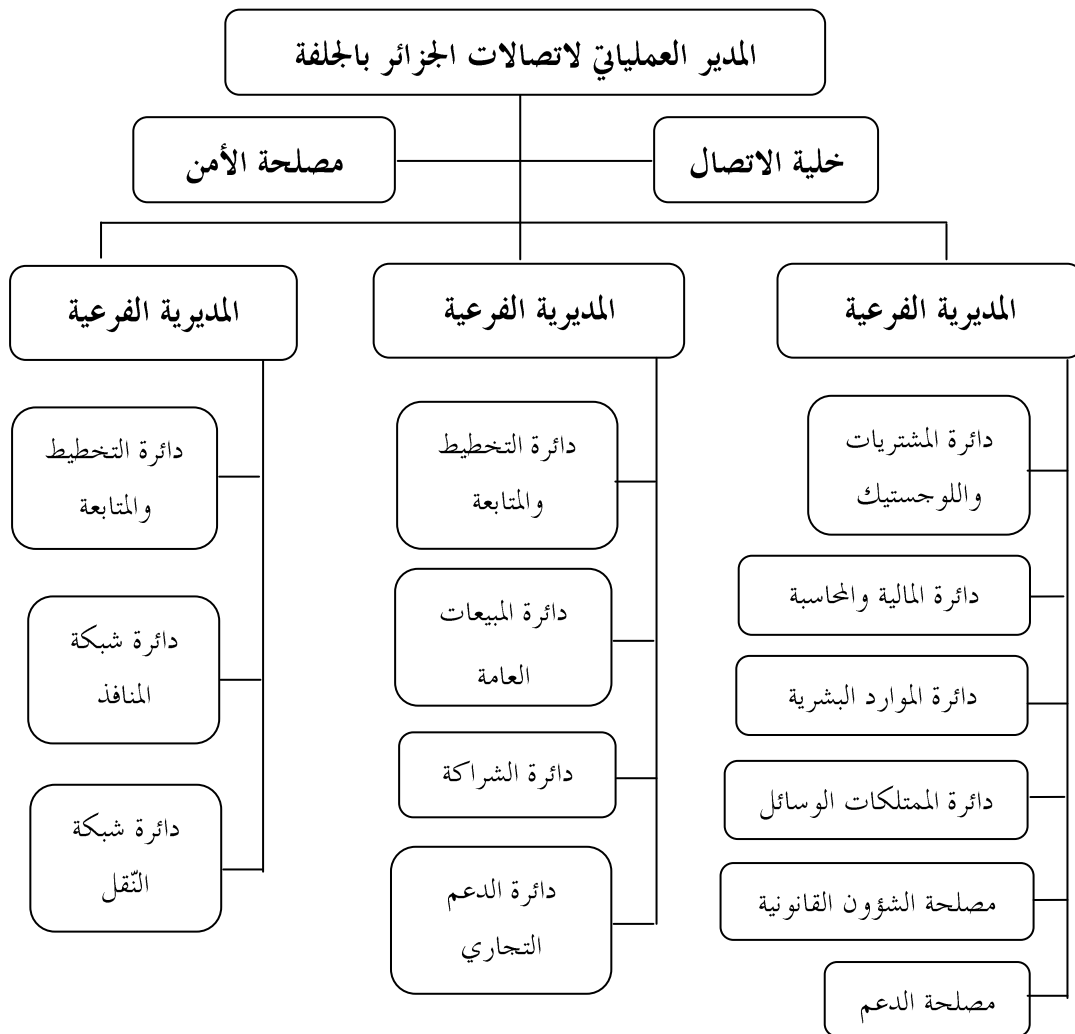 المدير العملياتي لاتصالات الجزائر بالجلفة
خلية الاتصال
مصلحة الأمن
المديرية الفرعية
دائرة المشتريات
واللوجستيك
دائرة المالية والمحاسبة
دائرة الموارد البشرية
دائرة الممتلكات الوسائل
مصلحة الشؤون القانونية
مصلحة الدعم
المديرية الفرعية
دائرة التخطيط
والمتابعة
دائرة المبيعات
العامة
دائرة الشراكة
دائرة الدعم
التجاري
المديرية الفرعية
دائرة التخطيط
والمتابعة
دائرة شبكة
المنافذ
دائرة شبكة
النّقل